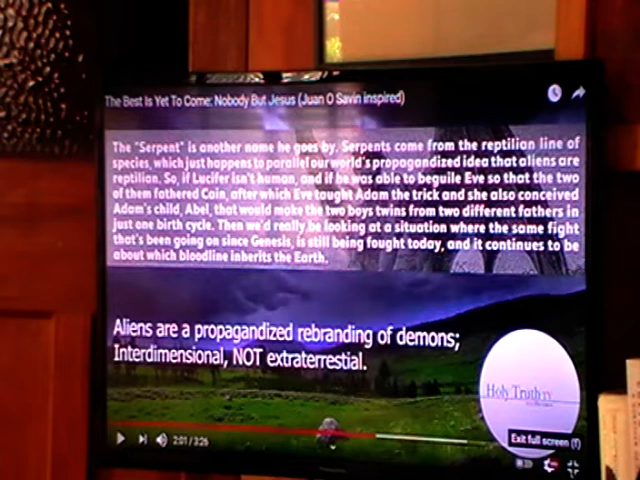 The Best Is Yet To Come: Nobody But Jesus (Juan O Savin inspired)
The "Serpent" is another name he goes by. Serpents come from the reptilian line of
species, which just happens to parallel our world's propagandized idea that aliens are
reptilian. So, if Lucifer isn't human, and if he was able to beguile Eve so that the two
of them fathered Cain, after which Eve taught Adam the trick and she also conceived
Adam's child, Abel, that would make the two boys twins from two different fathers in
just one birth cycle. Then we'd really be looking at a situation where the same fight
that's been going on since Genesis, is still being fought today, and it continues to be
about which bloodline inherits the Earth.
Aliens are a propagandized rebranding of demons;
Interdimensional, NOT extraterrestial.
Holy Truth
2:01 / 3:26
Exit full screen (f)